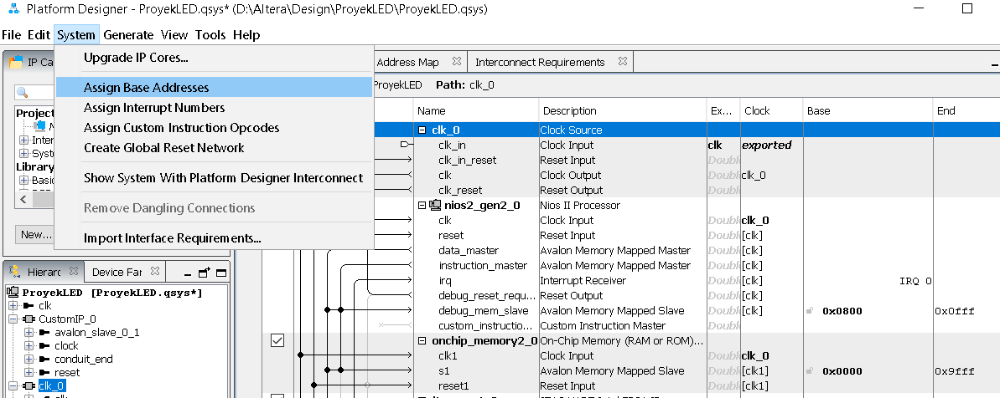 Platform Designer - ProyekLED.qsys* (D:\Altera\Design\ProyekLED\ProyekLED.qsys)
File Edit System Generate View Tools Help
IP Ca
Upgrade IP Cores...
Assign Base Addresses
Assign Interrupt Numbers
Assign Custom Instruction Opcodes
Create Global Reset Network
Show System With Platform Designer Interconnect
Remove Dangling Connections
Import Interface Requirements...
Project
Inter
Syst
Library
Basic
New...
Address Map
Interconnect Requirements
ProyekLED Path: clk_0
Name Description Ex... Clock Base End
clk_0 Clock Source
clk_in Clock Input clk exported
clk_in_reset Reset Input Doubl
clk Clock Output Doubl clk_0
clk_reset Reset Output Doubl
nios2_gen2_0 Nios II Processor
clk Clock Input Doubl clk_0
reset Reset Input Doubl [clk]
data_master Avalon Memory Mapped Master Doubl [clk]
instruction_master Avalon Memory Mapped Master Doubl [clk]
irq Interrupt Receiver Doubl [clk] IRQ 0
debug_reset_requ... Reset Output Doubl [clk]
debug_mem_slave Avalon Memory Mapped Slave Doubl [clk] 0x0800 0x0fff
custom_instructio... Custom Instruction Master Doubl
onchip_memory2_0 On-Chip Memory (RAM or ROM)...
clk1 Clock Input Doubl clk_0
s1 Avalon Memory Mapped Slave Doubl [clk1] 0x0000 0x9fff
reset1 Reset Input Doubl [clk1]
Hierarc
Device Far
ProyekLED [ProyekLED.qsys*]
clk
CustomIP_0
avalon_slave_0_1
clock
conduit_end
reset
clk_0